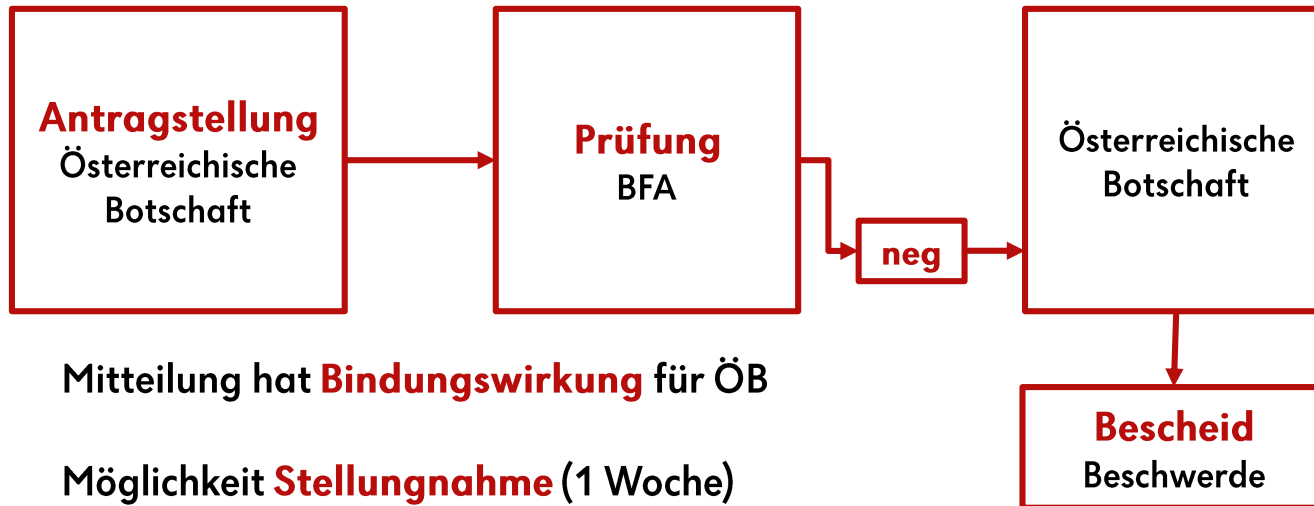 Antragstellung
Österreichische
Botschaft
Prüfung
BFA
neg
Österreichische
Botschaft
Mitteilung hat Bindungswirkung für ÖB
Möglichkeit Stellungnahme (1 Woche)
Bescheid
Beschwerde